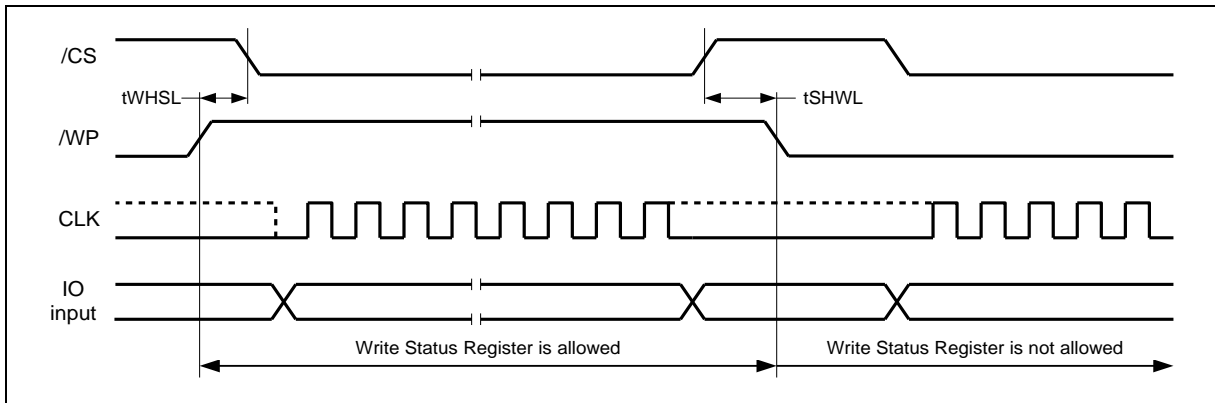 /CS
tWHSL
tSHWL
/WP
CLK
IO
input
Write Status Register is allowed
Write Status Register is not allowed